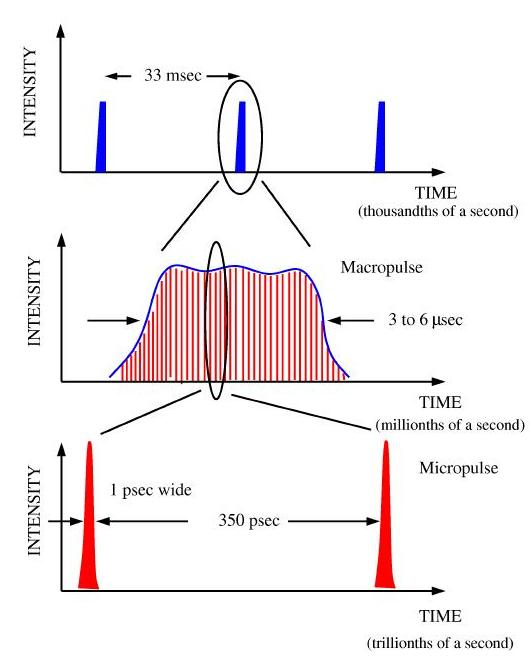 INTENSITY
33 msec
TIME
(thousandths of a second)
INTENSITY
Macropulse
3 to 6 µsec
TIME
(millionths of a second)
INTENSITY
Micropulse
1 psec wide
350 psec
TIME
(trillionths of a second)